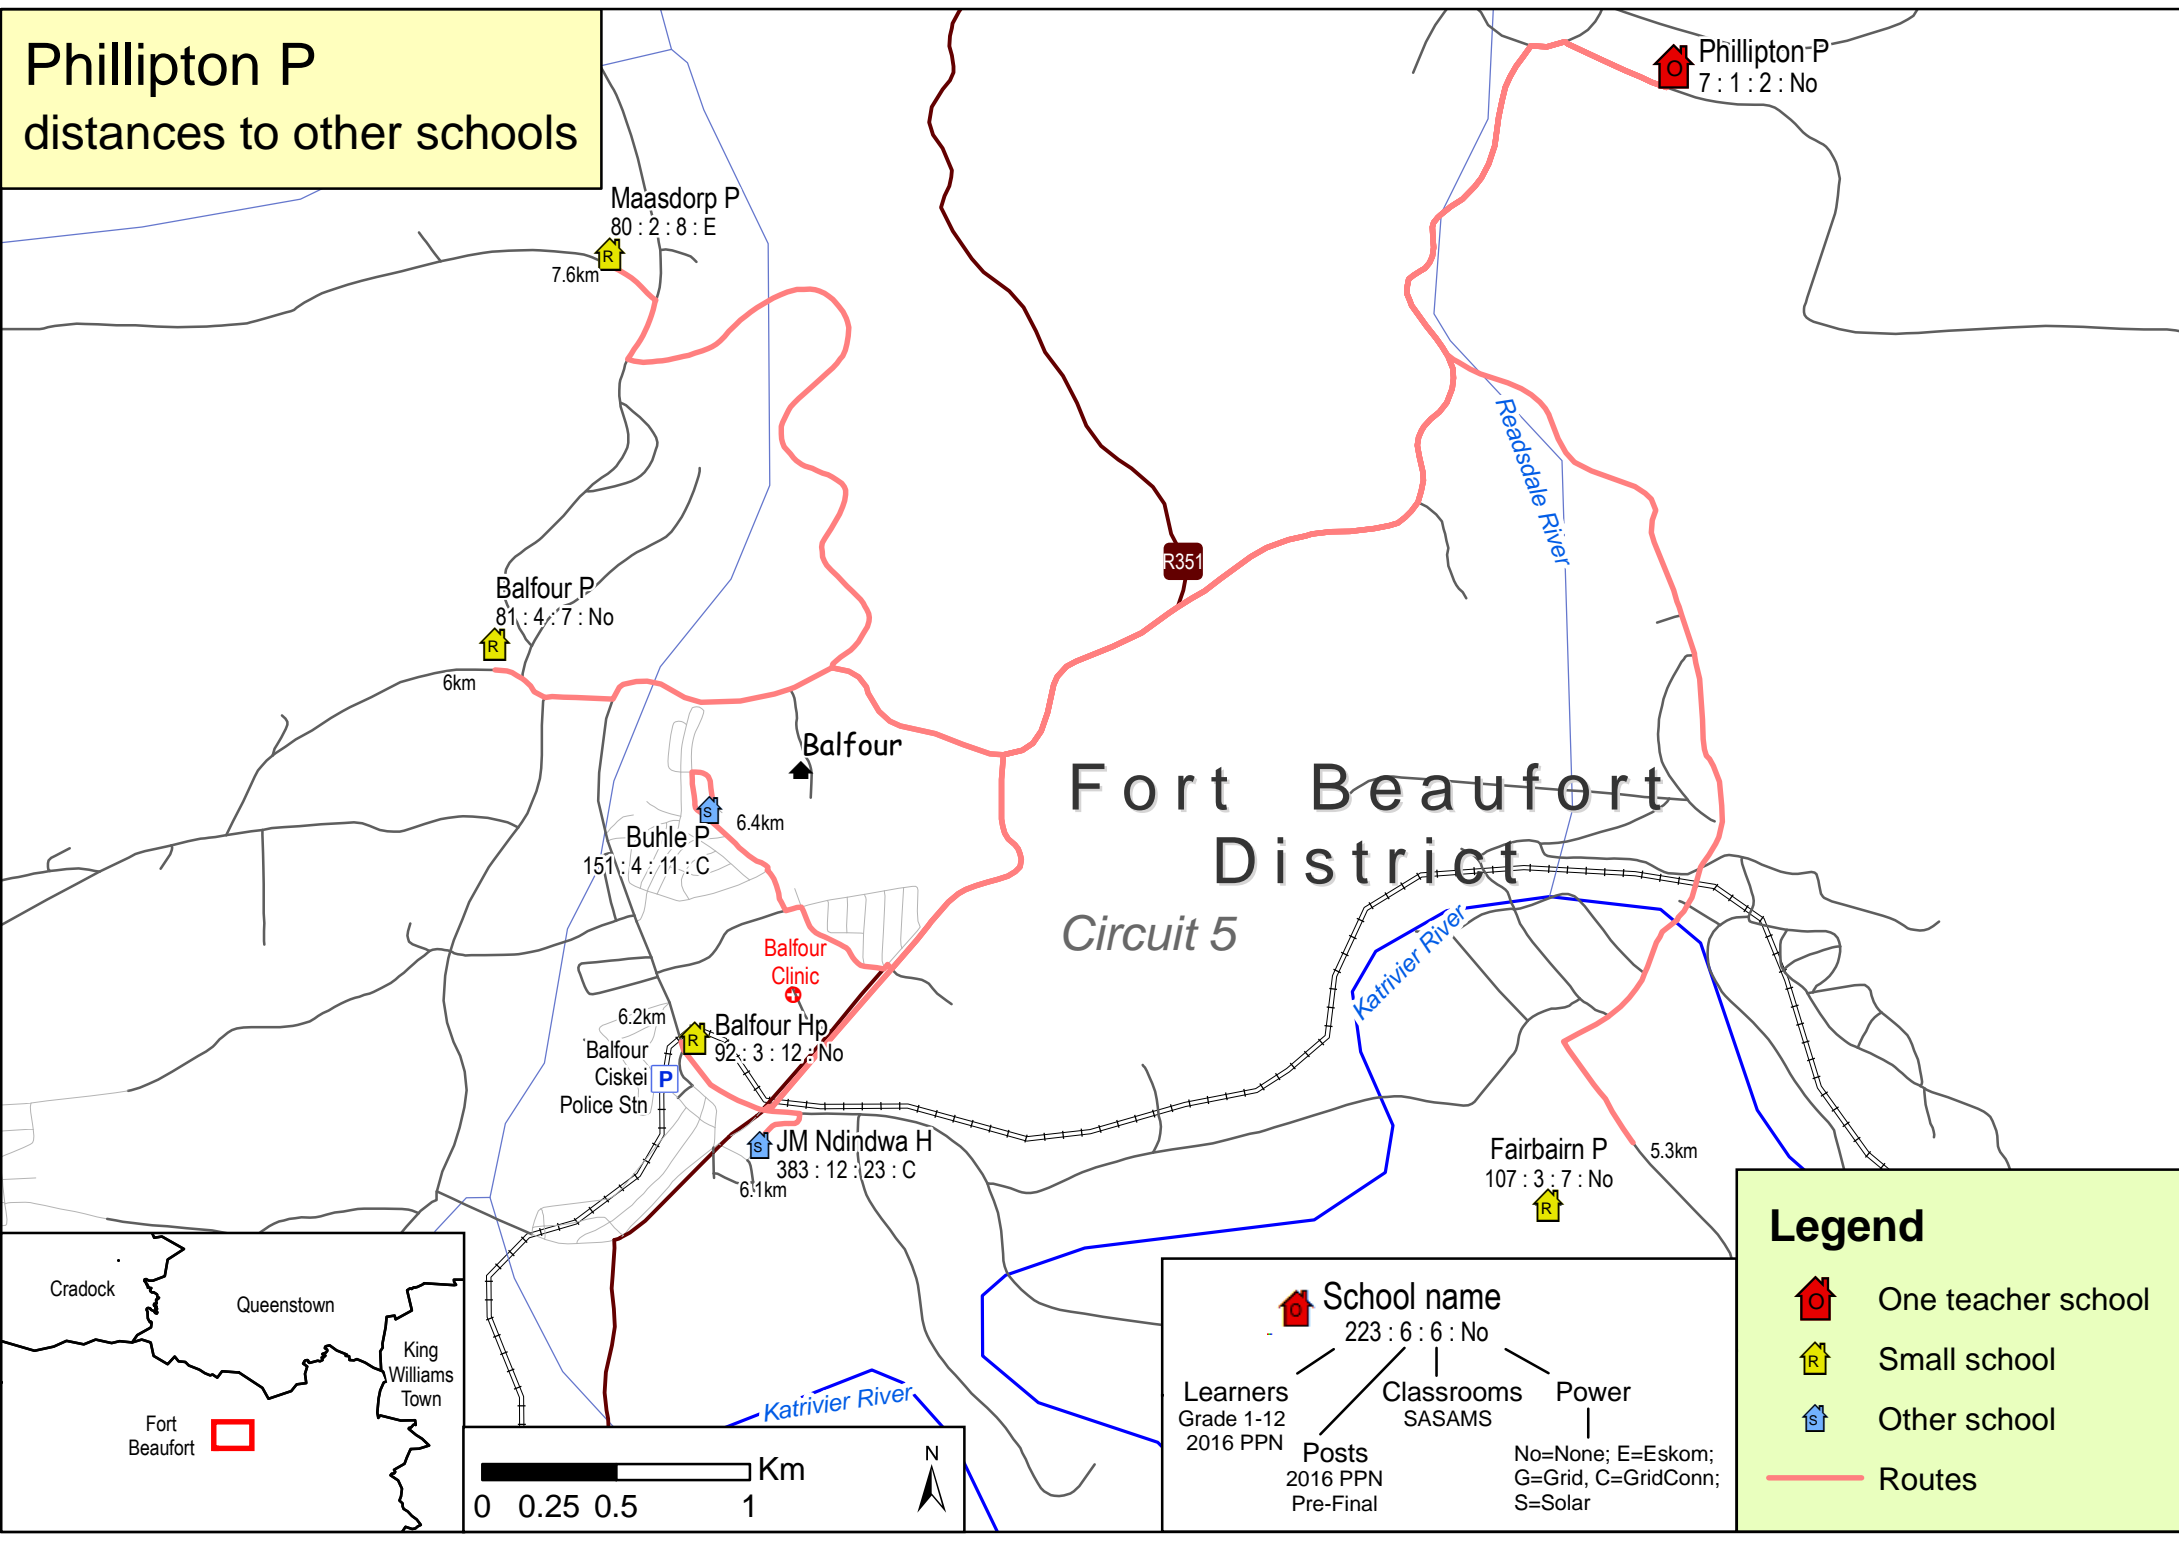 Phillipton P
distances to other schools
O
Phillipton P
7 : 1 : 2 : No
Maasdorp P
80 : 2 : 8 : E
R
7.6km
Readsdale River
R351
Balfour P
81 : 4 : 7 : No
R
6km
Balfour
Fort Beaufort
District
Circuit 5
S
6.4km
Buhle P
151 : 4 : 11 : C
Katrivier River
Balfour
Clinic
6.2km
R
Balfour Hp
92 : 3 : 12 : No
Balfour
Ciskei
Police Stn
P
S
JM Ndindwa H
383 : 12 : 23 : C
6.1km
Fairbairn P
107 : 3 : 7 : No
R
5.3km
Katrivier River
Cradock
Queenstown
King
Williams
Town
Fort
Beaufort
Km
0 0.25 0.5 1
N
O
School name
223 : 6 : 6 : No
Learners
Grade 1-12
2016 PPN
Posts
2016 PPN
Pre-Final
Classrooms
SASAMS
Power
No=None; E=Eskom;
G=Grid, C=GridConn;
S=Solar
Legend
O One teacher school
R Small school
S Other school
Routes